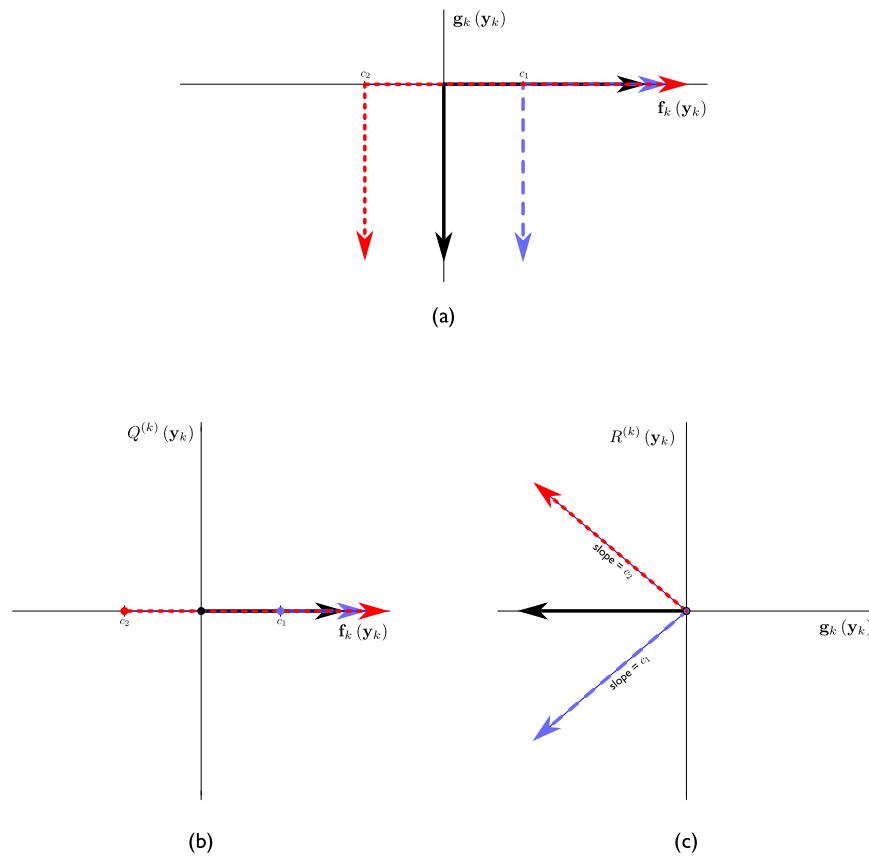 g_k (y_k)
c_2
c_1
f_k (y_k)
(a)
Q^(k) (y_k)
R^(k) (y_k)
slope = c_2
c_2
c_1
f_k (y_k)
g_k (y_k)
slope = c_1
(b)
(c)